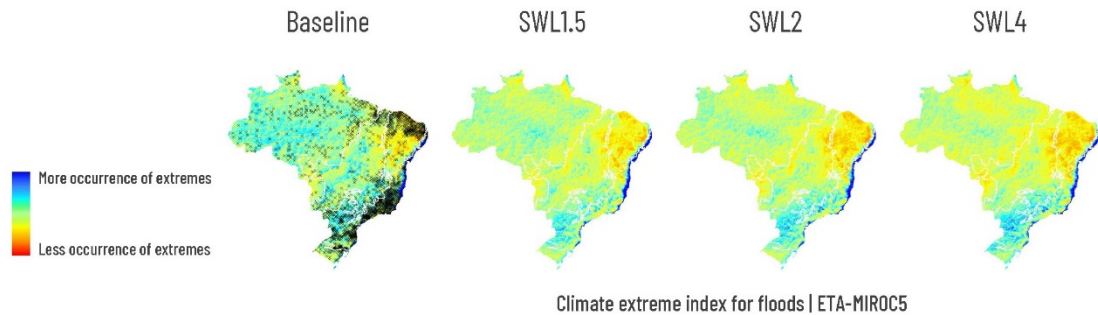 Baseline
SWL1.5
SWL2
SWL4
More occurrence of extremes
Less occurrence of extremes
Climate extreme index for floods | ETA-MIROC5